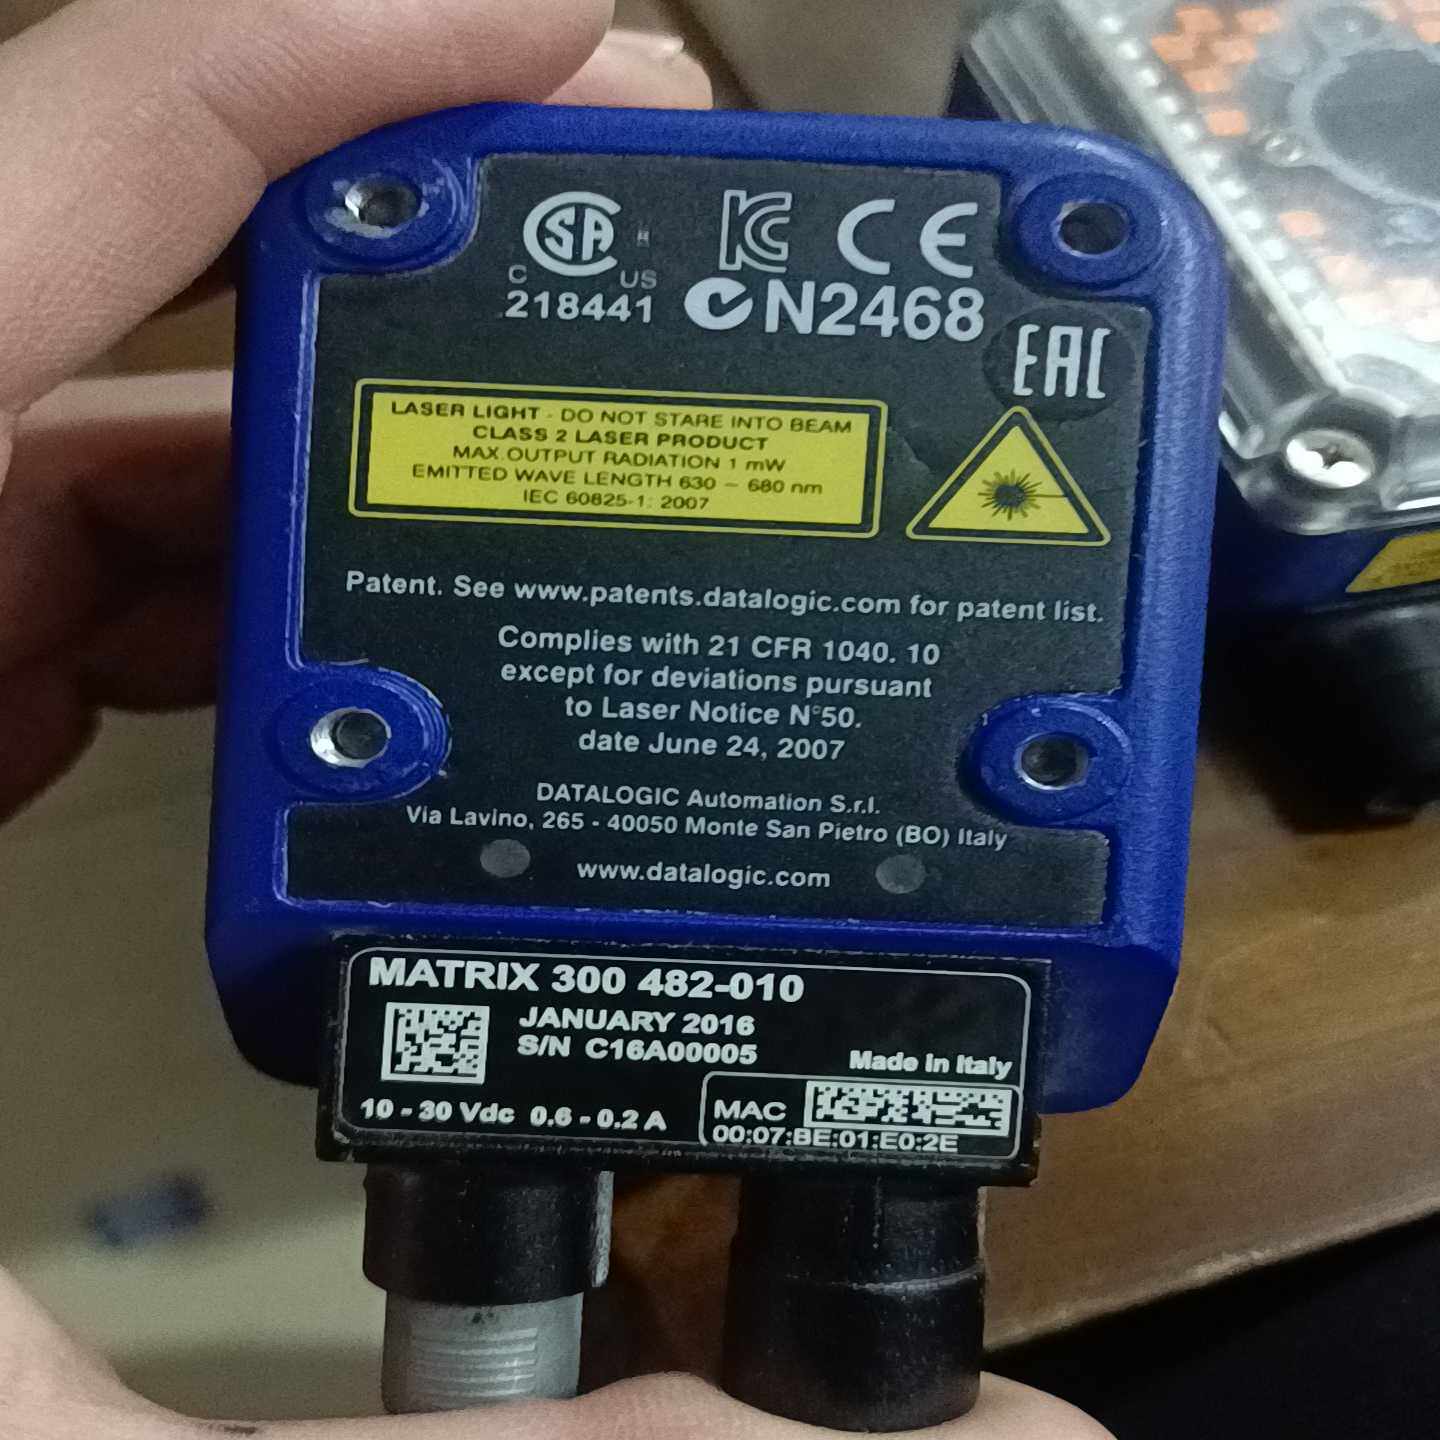 SA
C US
218441
CE
N2468
EAC
LASER LIGHT - DO NOT STARE INTO BEAM
CLASS 2 LASER PRODUCT
MAX OUTPUT RADIATION 1 mW
EMITTED WAVE LENGTH 630 ~ 680 nm
IEC 60825-1: 2007
Patent. See www.patents.datalogic.com for patent list.
Complies with 21 CFR 1040. 10
except for deviations pursuant
to Laser Notice N°50.
date June 24, 2007
DATALOGIC Automation S.r.l.
Via Lavino, 265 - 40050 Monte San Pietro (BO) Italy
www.datalogic.com
MATRIX 300 482-010
JANUARY 2016
S/N C16A00005
Made in Italy
10 - 30 Vdc 0.6 - 0.2 A
MAC
00:07:BE:01:E0:2E